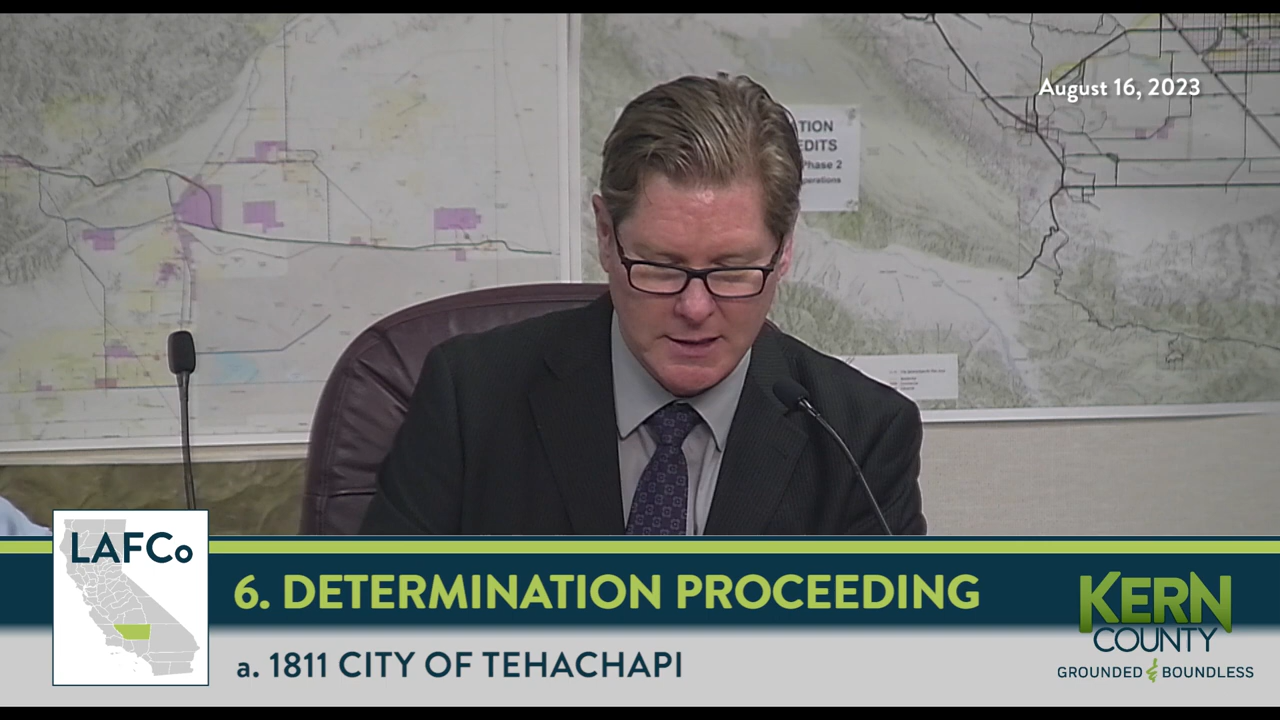 August 16, 2023
TION
EDITS
Phase 2
perations
LAFCo
6. DETERMINATION PROCEEDING
a. 1811 CITY OF TEHACHAPI
KERN
COUNTY
GROUNDED BOUNDLESS